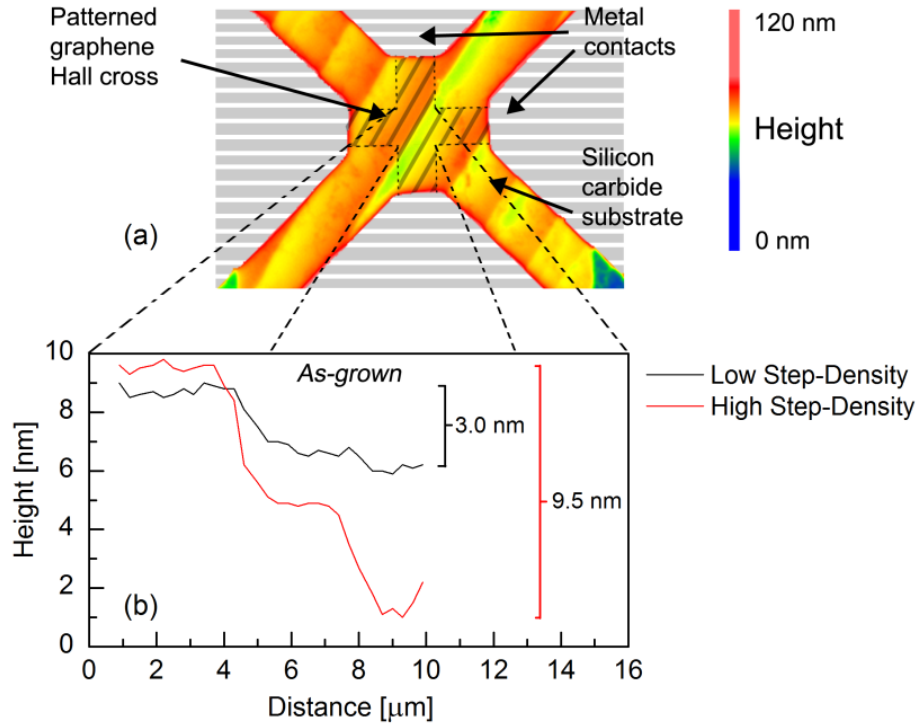 Patterned
graphene
Hall cross
Metal
contacts
120 nm
Height
Silicon
carbide
substrate
(a)
0 nm
10
8
6
4
2
0
Height [nm]
As-grown
3.0 nm
9.5 nm
Low Step-Density
High Step-Density
(b)
0 2 4 6 8 10 12 14 16
Distance [μm]